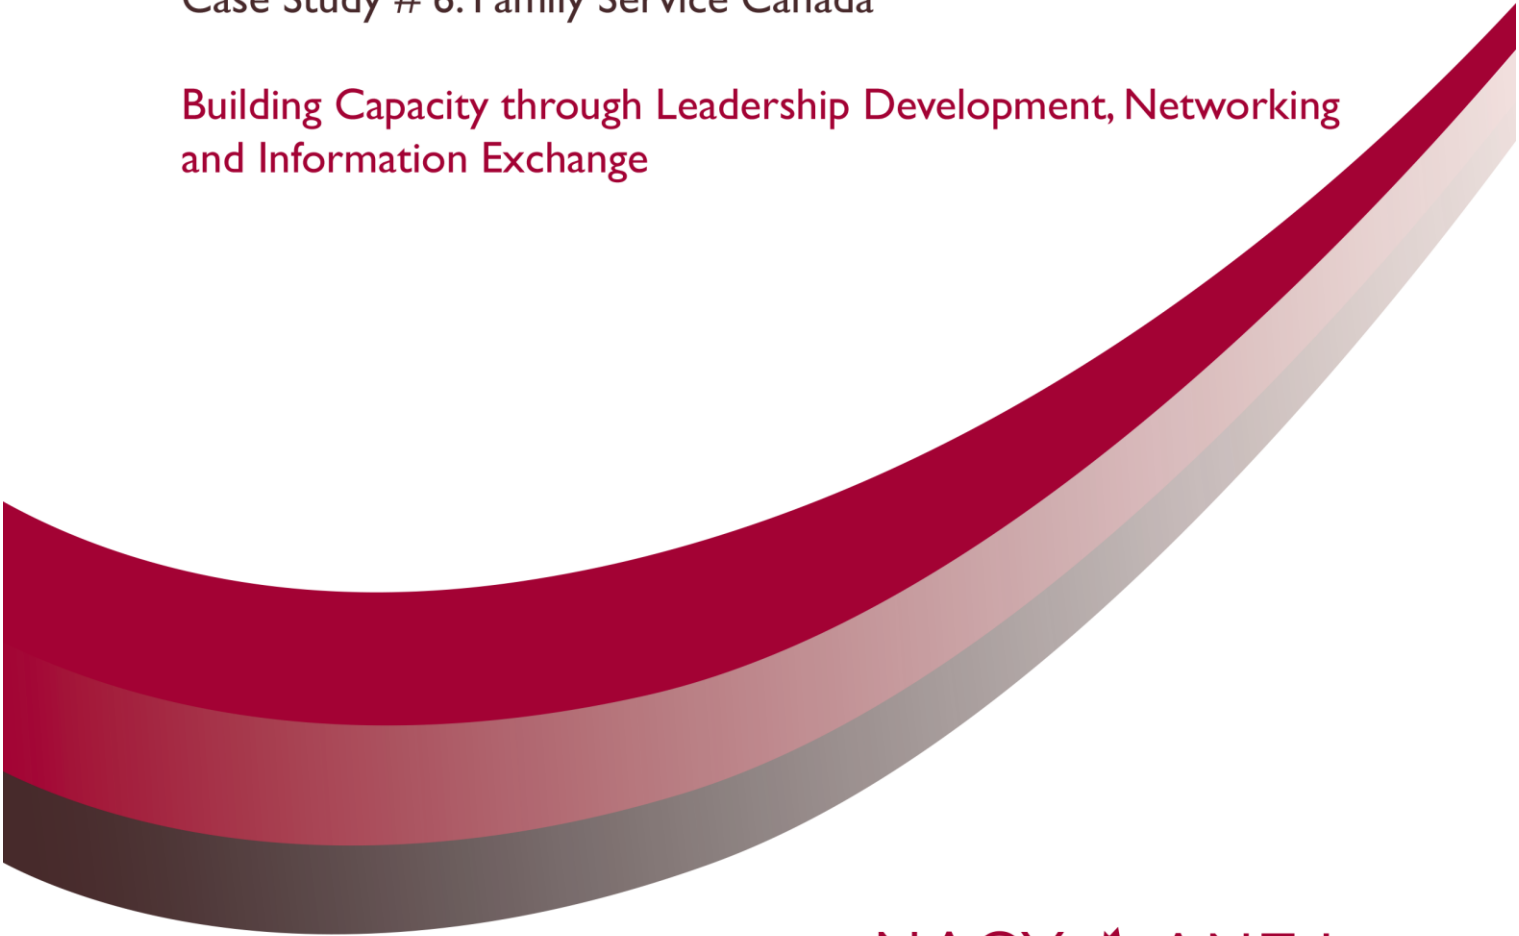 Case Study # 6: Family Service Canada
Building Capacity through Leadership Development, Networking
and Information Exchange